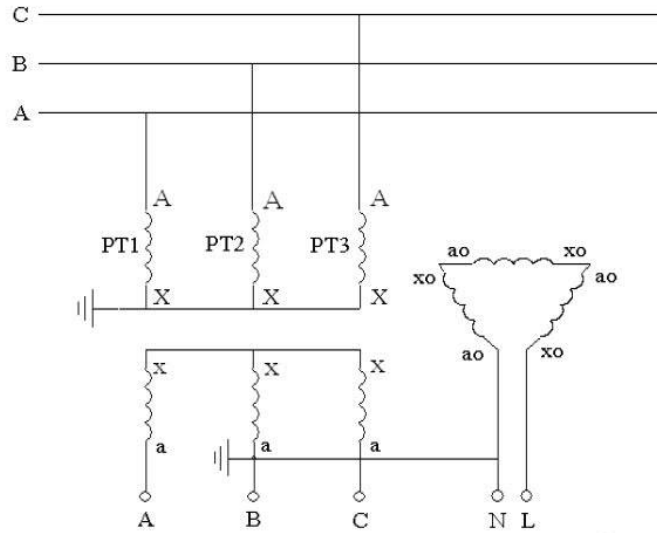 C
B
A
A A A
PT1 PT2 PT3
X X X
ao xo
xo ao
ao xo
x x x
a a a
A B C N L